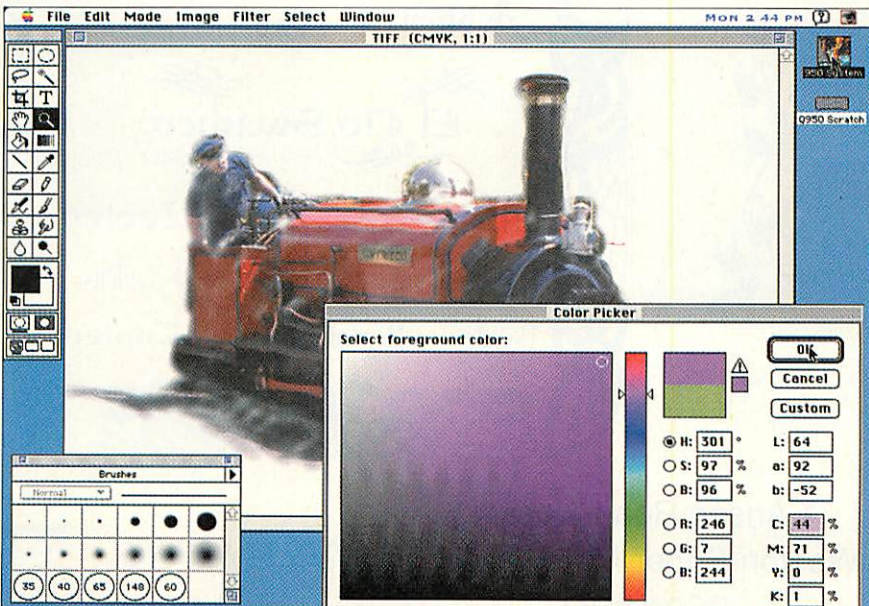 File Edit Mode Image Filter Select Window
MON 2 44 PM
TIFF (CMYK, 1:1)
950 System
Q950 Scratch
T
Color Picker
Select foreground color:
OK
Cancel
Custom
H: 301 °
S: 97 %
B: 96 %
R: 246
G: 7
B: 244
L: 64
a: 92
b: -52
C: 44 %
M: 71 %
Y: 0 %
K: 1 %
Brushes
Normal
35 40 65 148 60